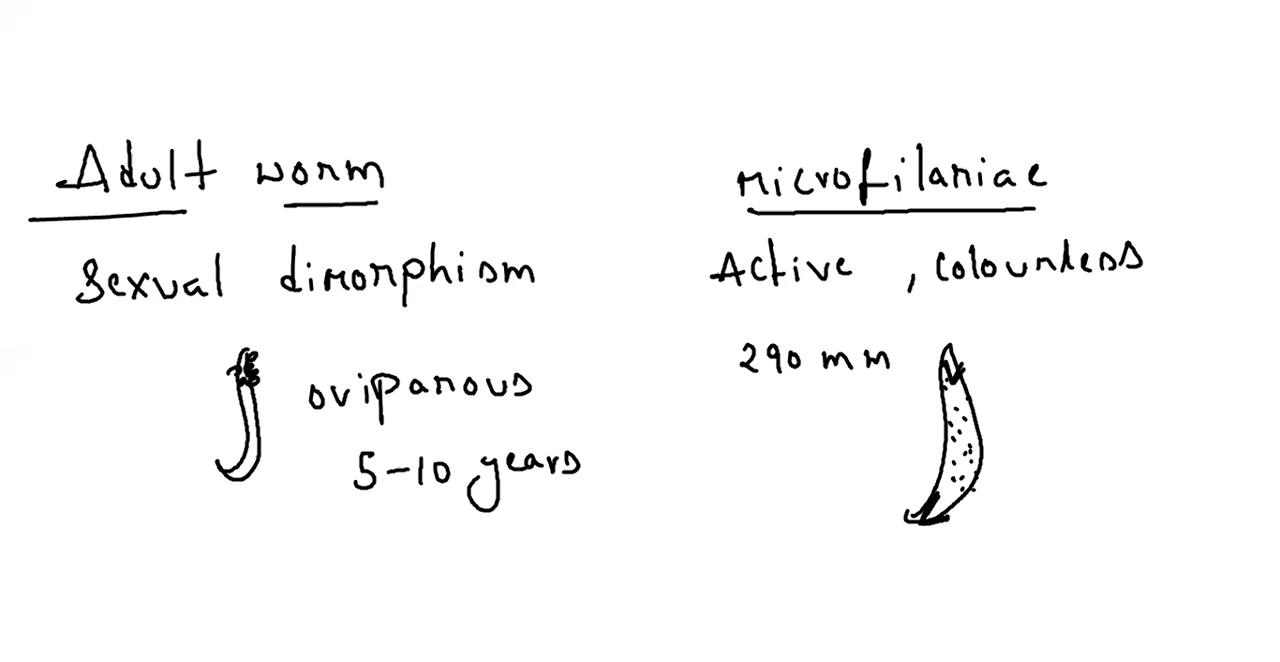 Adult worm
Sexual dimorphism
oviparous
5-10 years
Microfilariae
Active , colourless
290 mm